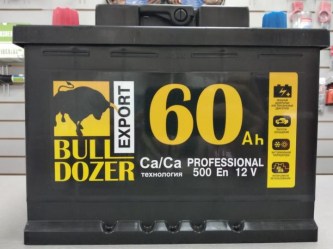 BULL
DOZER
EXPORT
60 Ah
Ca/Ca PROFESSIONAL
технология 500 En 12 V